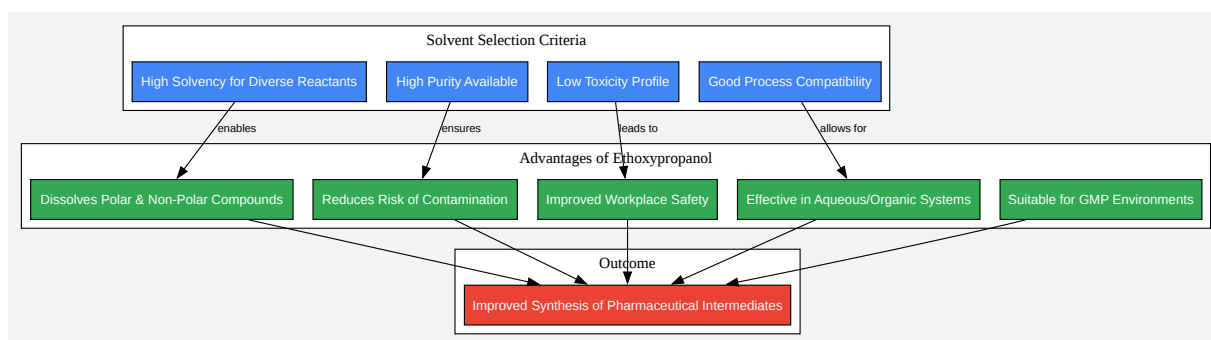 Solvent Selection Criteria
High Solvency for Diverse Reactants
High Purity Available
Low Toxicity Profile
Good Process Compatibility
enables
ensures
leads to
allows for
Advantages of Ethoxypropanol
Dissolves Polar & Non-Polar Compounds
Reduces Risk of Contamination
Improved Workplace Safety
Effective in Aqueous/Organic Systems
Suitable for GMP Environments
Outcome
Improved Synthesis of Pharmaceutical Intermediates